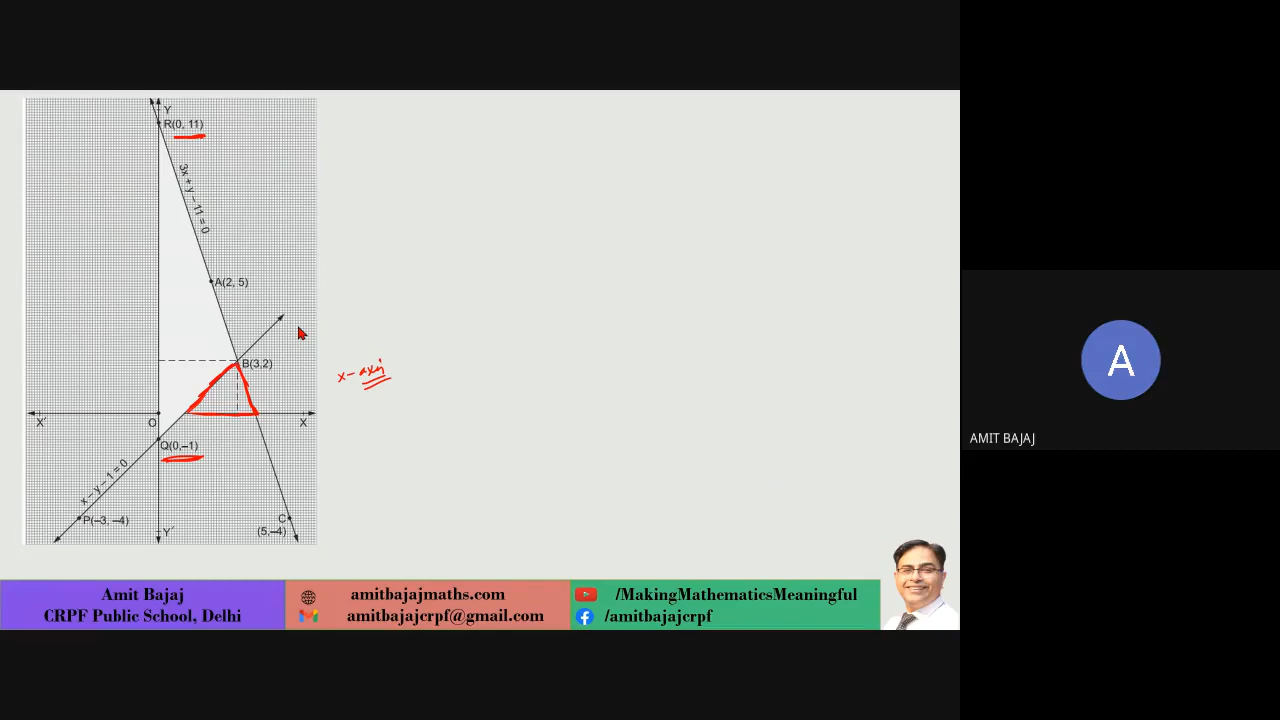 Y
R(0, 11)
3x + y – 11 = 0
A(2, 5)
B(3,2)
x - axis
X′
O
X
Q(0,–1)
x – y – 1 = 0
P(–3, –4)
C
(5,–4)
Y′
A
AMIT BAJAJ
Amit Bajaj
CRPF Public School, Delhi
amitbajajmaths.com
amitbajajcrpf@gmail.com
/MakingMathematicsMeaningful
/amitbajajcrpf